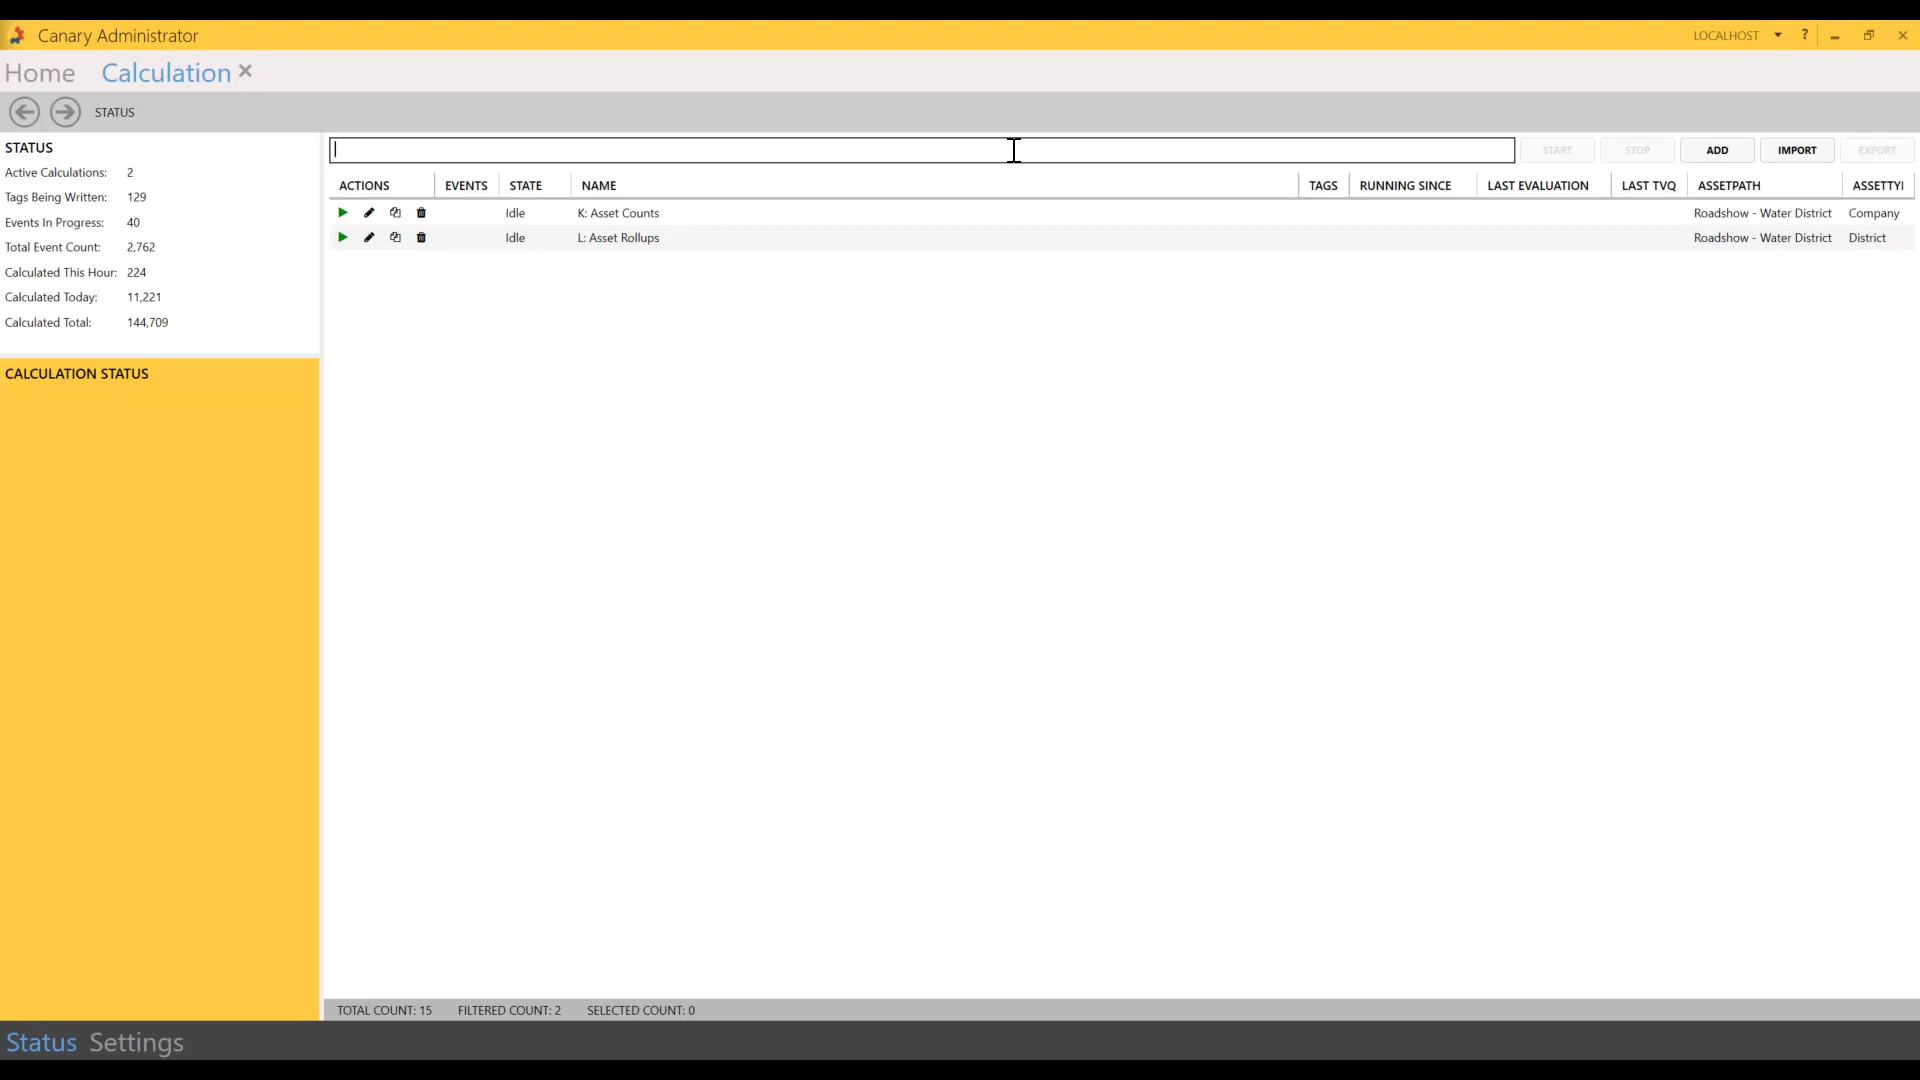 Canary Administrator
LOCALHOST ?
Home Calculation
STATUS
STATUS
Active Calculations: 2
Tags Being Written: 129
Events In Progress: 40
Total Event Count: 2,762
Calculated This Hour: 224
Calculated Today: 11,221
Calculated Total: 144,709
CALCULATION STATUS
START STOP ADD IMPORT EXPORT
ACTIONS EVENTS STATE NAME TAGS RUNNING SINCE LAST EVALUATION LAST TVQ ASSETPATH ASSETTYI
Idle K: Asset Counts Roadshow - Water District Company
Idle L: Asset Rollups Roadshow - Water District District
TOTAL COUNT: 15 FILTERED COUNT: 2 SELECTED COUNT: 0
Status Settings